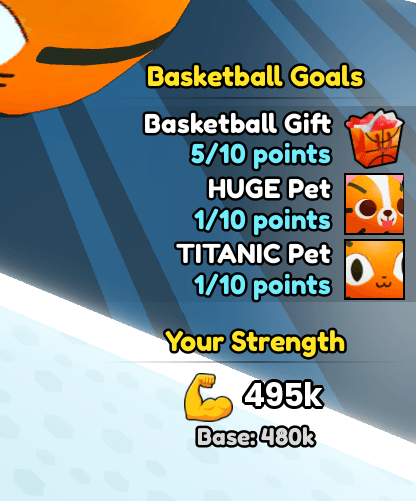 Basketball Goals
Basketball Gift
5/10 points
HUGE Pet
1/10 points
TITANIC Pet
1/10 points
Your Strength
495k
Base: 480k